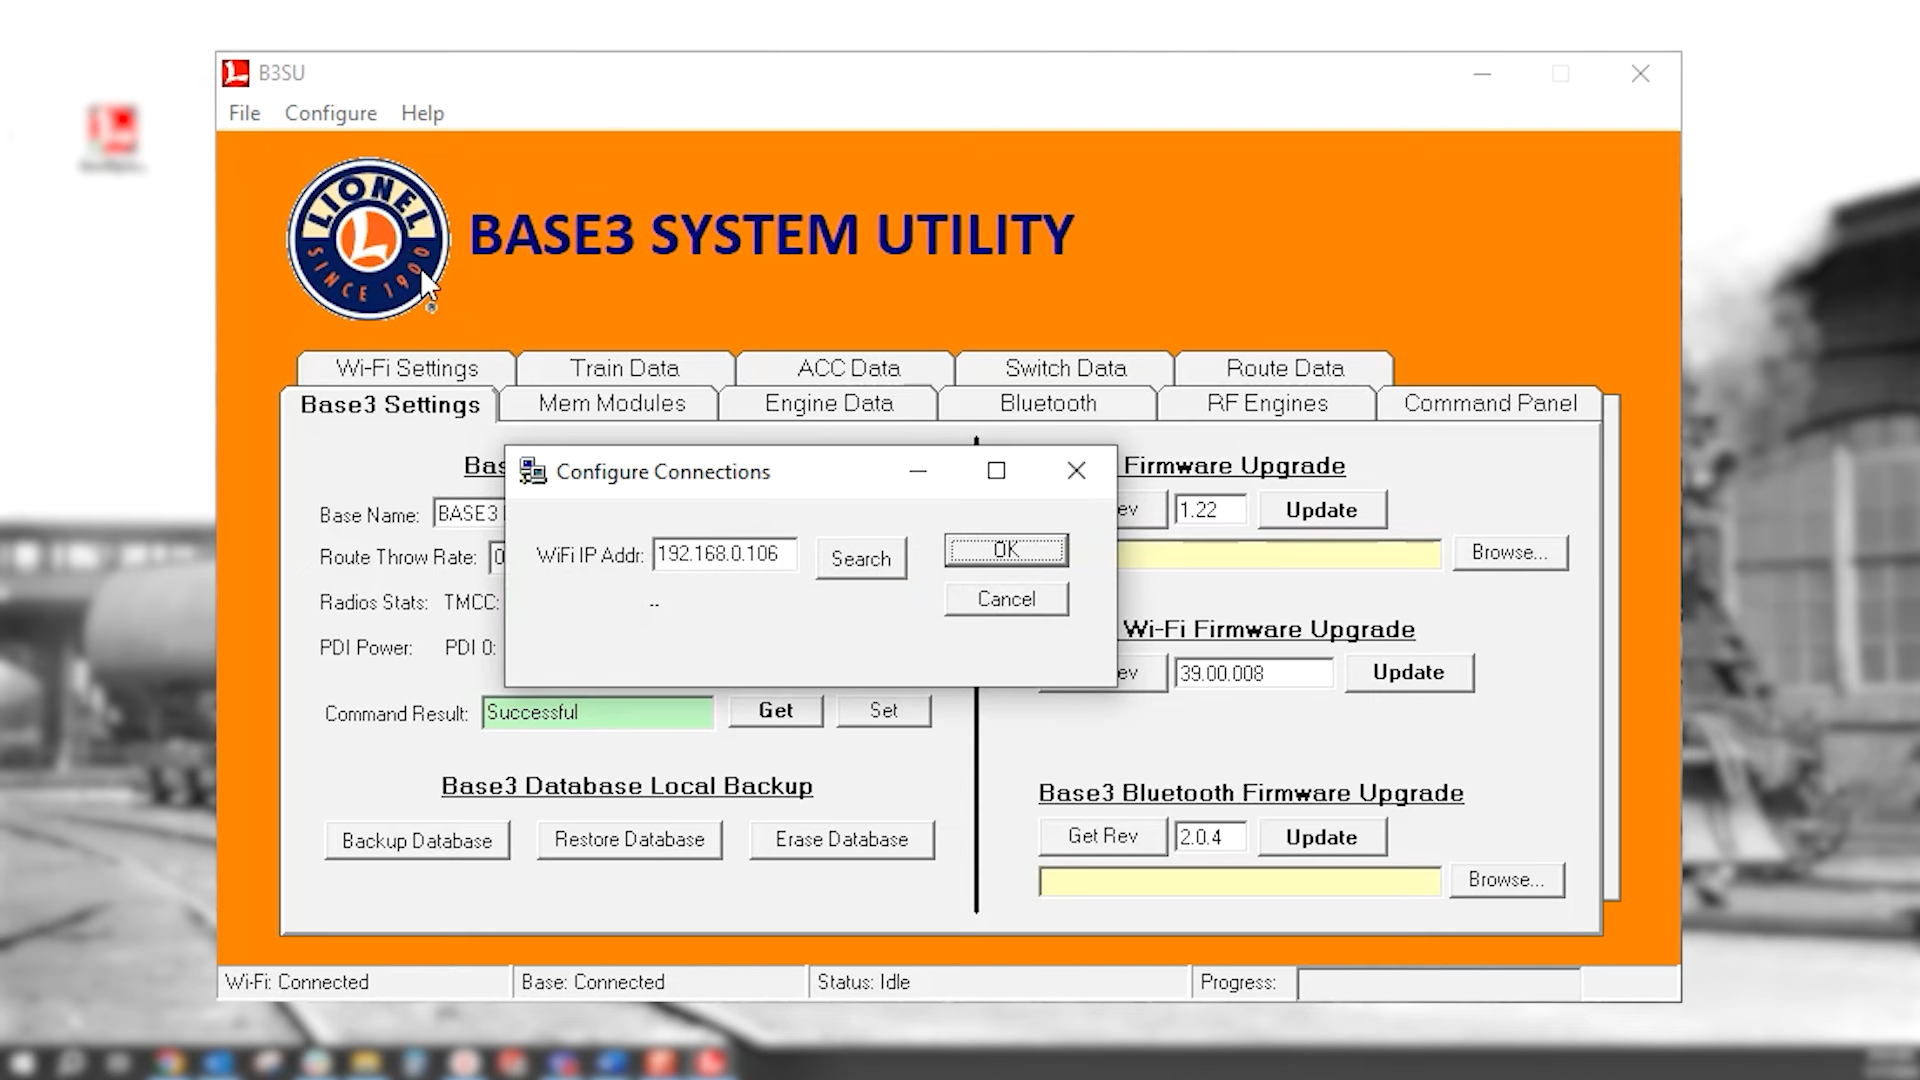 B3SU
File Configure Help
LIONEL
SINCE 1900
BASE3 SYSTEM UTILITY
Wi-Fi Settings Train Data ACC Data Switch Data Route Data
Base3 Settings Mem Modules Engine Data Bluetooth RF Engines Command Panel
Configure Connections
WiFi IP Addr: 192.168.0.106 Search OK
Cancel
--
Bas
Base Name: BASE3
Route Throw Rate: 0
Radios Stats: TMCC:
PDI Power: PDI 0:
Command Result: Successful Get Set
Base3 Database Local Backup
Backup Database Restore Database Erase Database
Firmware Upgrade
ev 1.22 Update
Browse...
Wi-Fi Firmware Upgrade
ev 39.00.008 Update
Base3 Bluetooth Firmware Upgrade
Get Rev 2.0.4 Update
Browse...
Wi-Fi: Connected Base: Connected Status: Idle Progress: